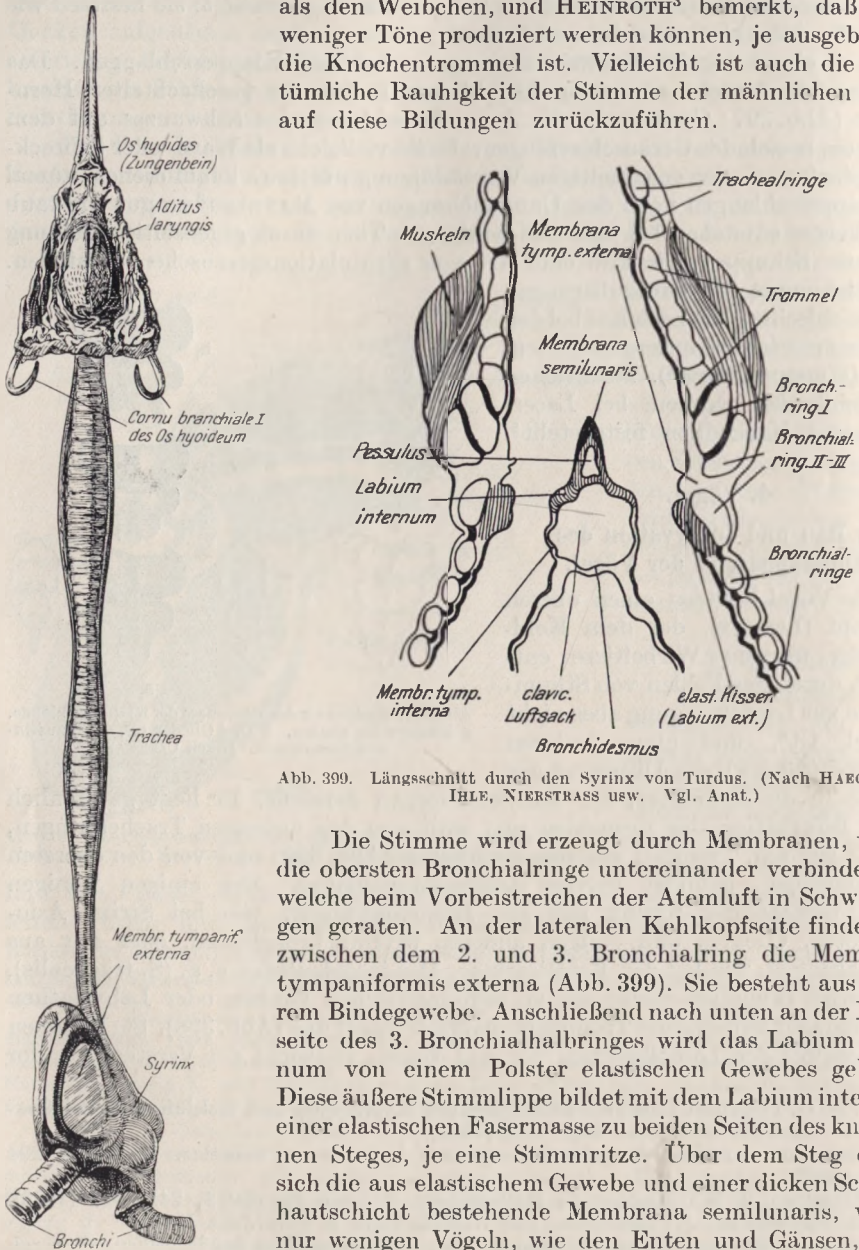 als den Weibchen, und HEINROTH³ bemerkt, daß
weniger Töne produziert werden können, je ausgeb
die Knochentrommel ist. Vielleicht ist auch die
tümliche Rauhigkeit der Stimme der männlichen
auf diese Bildungen zurückzuführen.
Os hyoides
(Zungenbein)
Aditus
laryngis
Cornu branchiale I
des Os hyoideum
Trachea
Membr. tympanif.
externa
Syrinx
Bronchi
Muskeln
Membrana
tymp. externa
Trachealringe
Trommel
Membrana
semilunaris
Bronch.-
ring I
Bronchial-
ring II-III
Pessulus
Labium
internum
Bronchial-
ringe
Membr. tymp.
interna
clavic.
Luftsack
elast. Kissen
(Labium ext.)
Bronchidesmus
Abb. 399. Längsschnitt durch den Syrinx von Turdus. (Nach HAEC
IHLE, NIERSTRASS usw. Vgl. Anat.)
Die Stimme wird erzeugt durch Membranen,
die obersten Bronchialringe untereinander verbinde
welche beim Vorbeistreichen der Atemluft in Schw
gen geraten. An der lateralen Kehlkopfseite finde
zwischen dem 2. und 3. Bronchialring die Mem
tympaniformis externa (Abb. 399). Sie besteht aus
rem Bindegewebe. Anschließend nach unten an der
seite des 3. Bronchialhalbringes wird das Labium
num von einem Polster elastischen Gewebes ge
Diese äußere Stimmlippe bildet mit dem Labium inte
einer elastischen Fasermasse zu beiden Seiten des kn
nen Steges, je eine Stimmritze. Über dem Steg
sich die aus elastischem Gewebe und einer dicken Sc
hautschicht bestehende Membrana semilunaris,
nur wenigen Vögeln, wie den Enten und Gänsen,